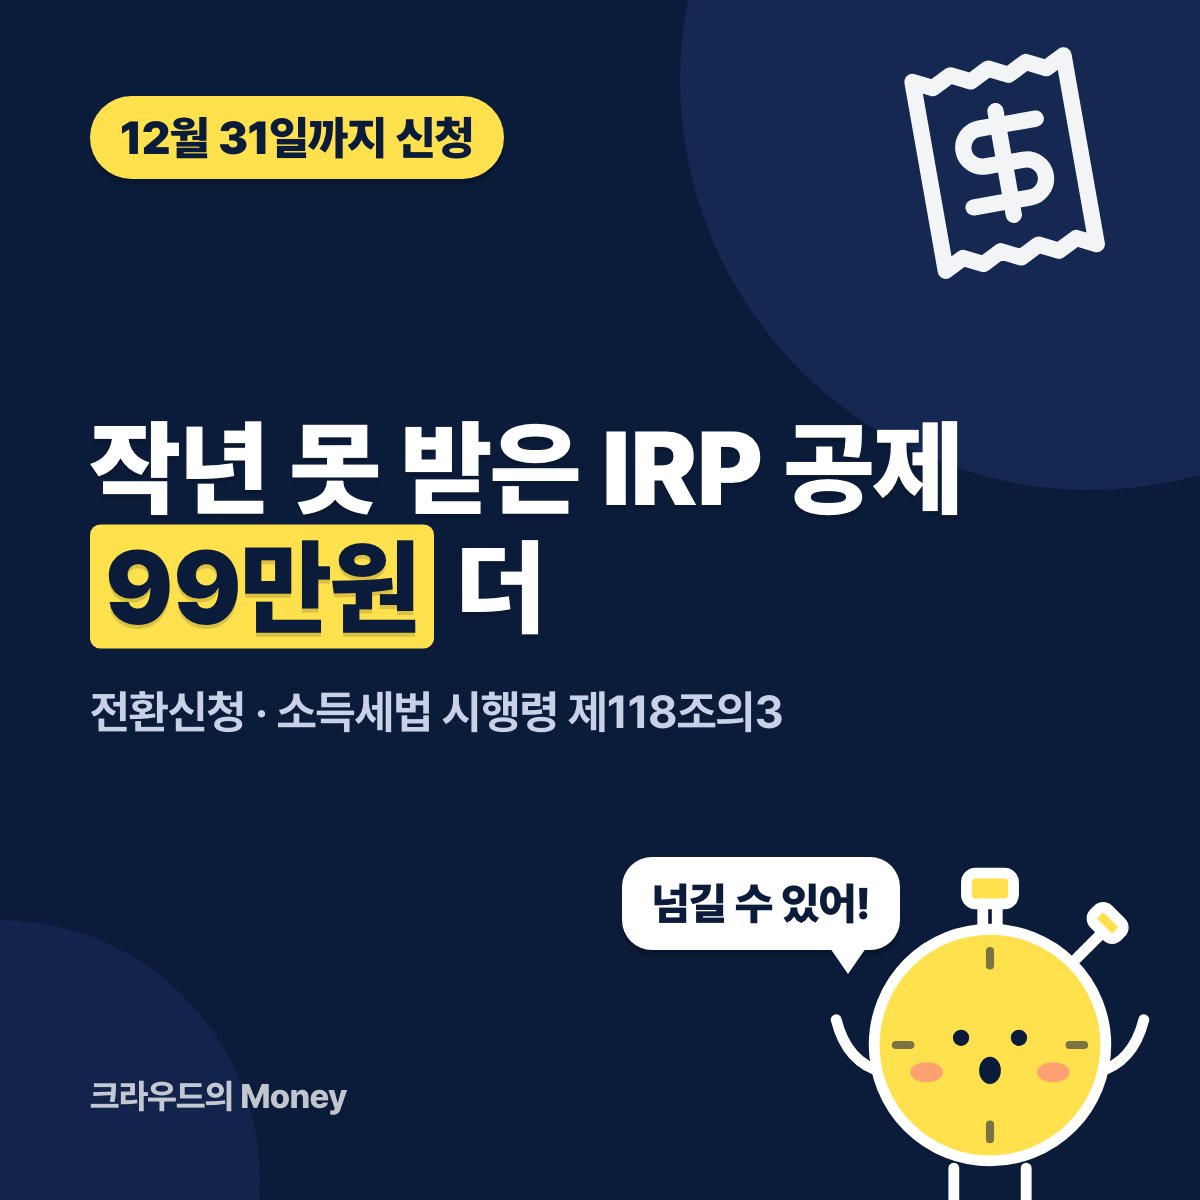 12월 31일까지 신청
작년 못 받은 IRP 공제
99만원 더
전환신청 · 소득세법 시행령 제118조의3
넘길 수 있어!
크라우드의 Money